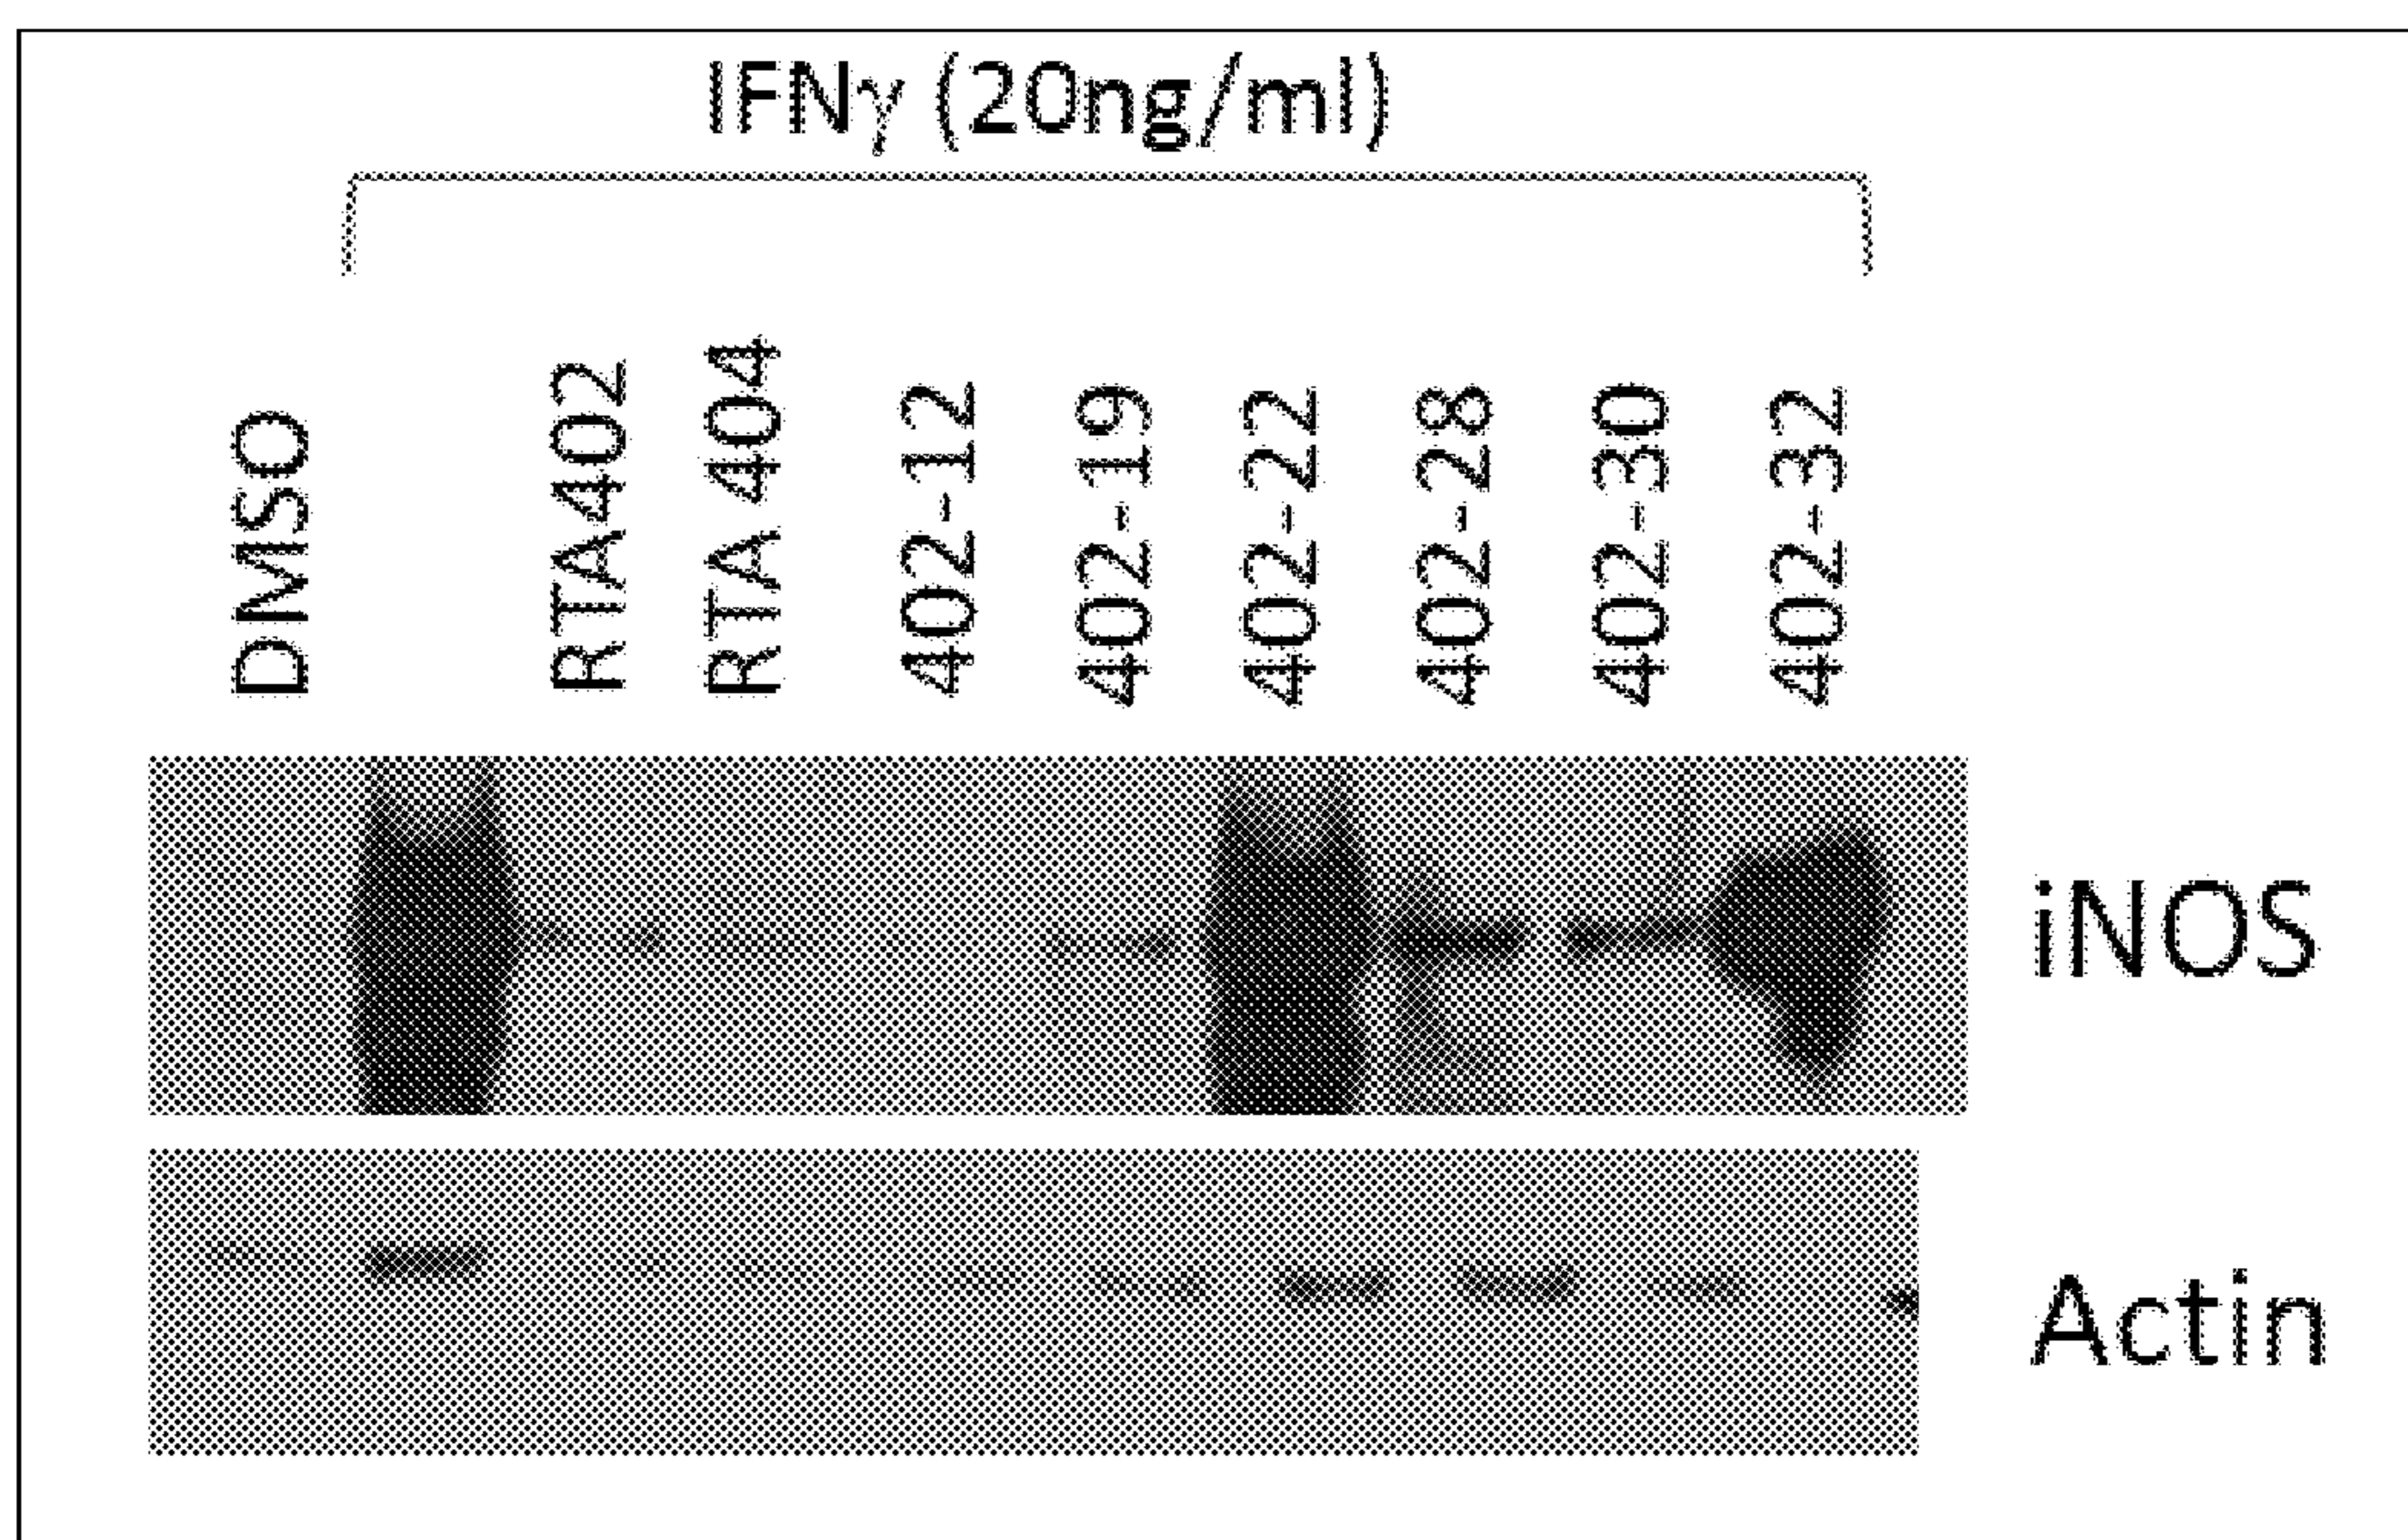 IFNγ (20ng/ml)
DMSO
RTA402
RTA 404
402-12
402-19
402-22
402-28
402-30
402-32
iNOS
Actin